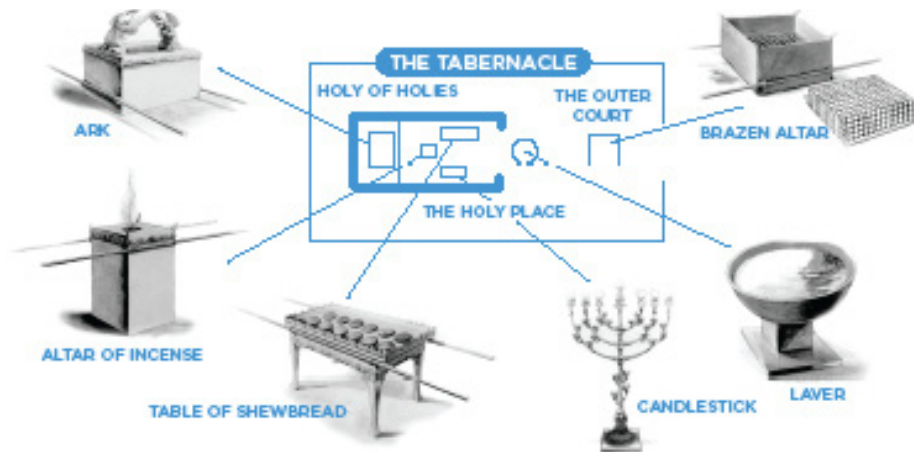 THE TABERNACLE
HOLY OF HOLIES
THE OUTER
COURT
ARK
BRAZEN ALTAR
THE HOLY PLACE
ALTAR OF INCENSE
TABLE OF SHEWBREAD
CANDLESTICK
LAVER